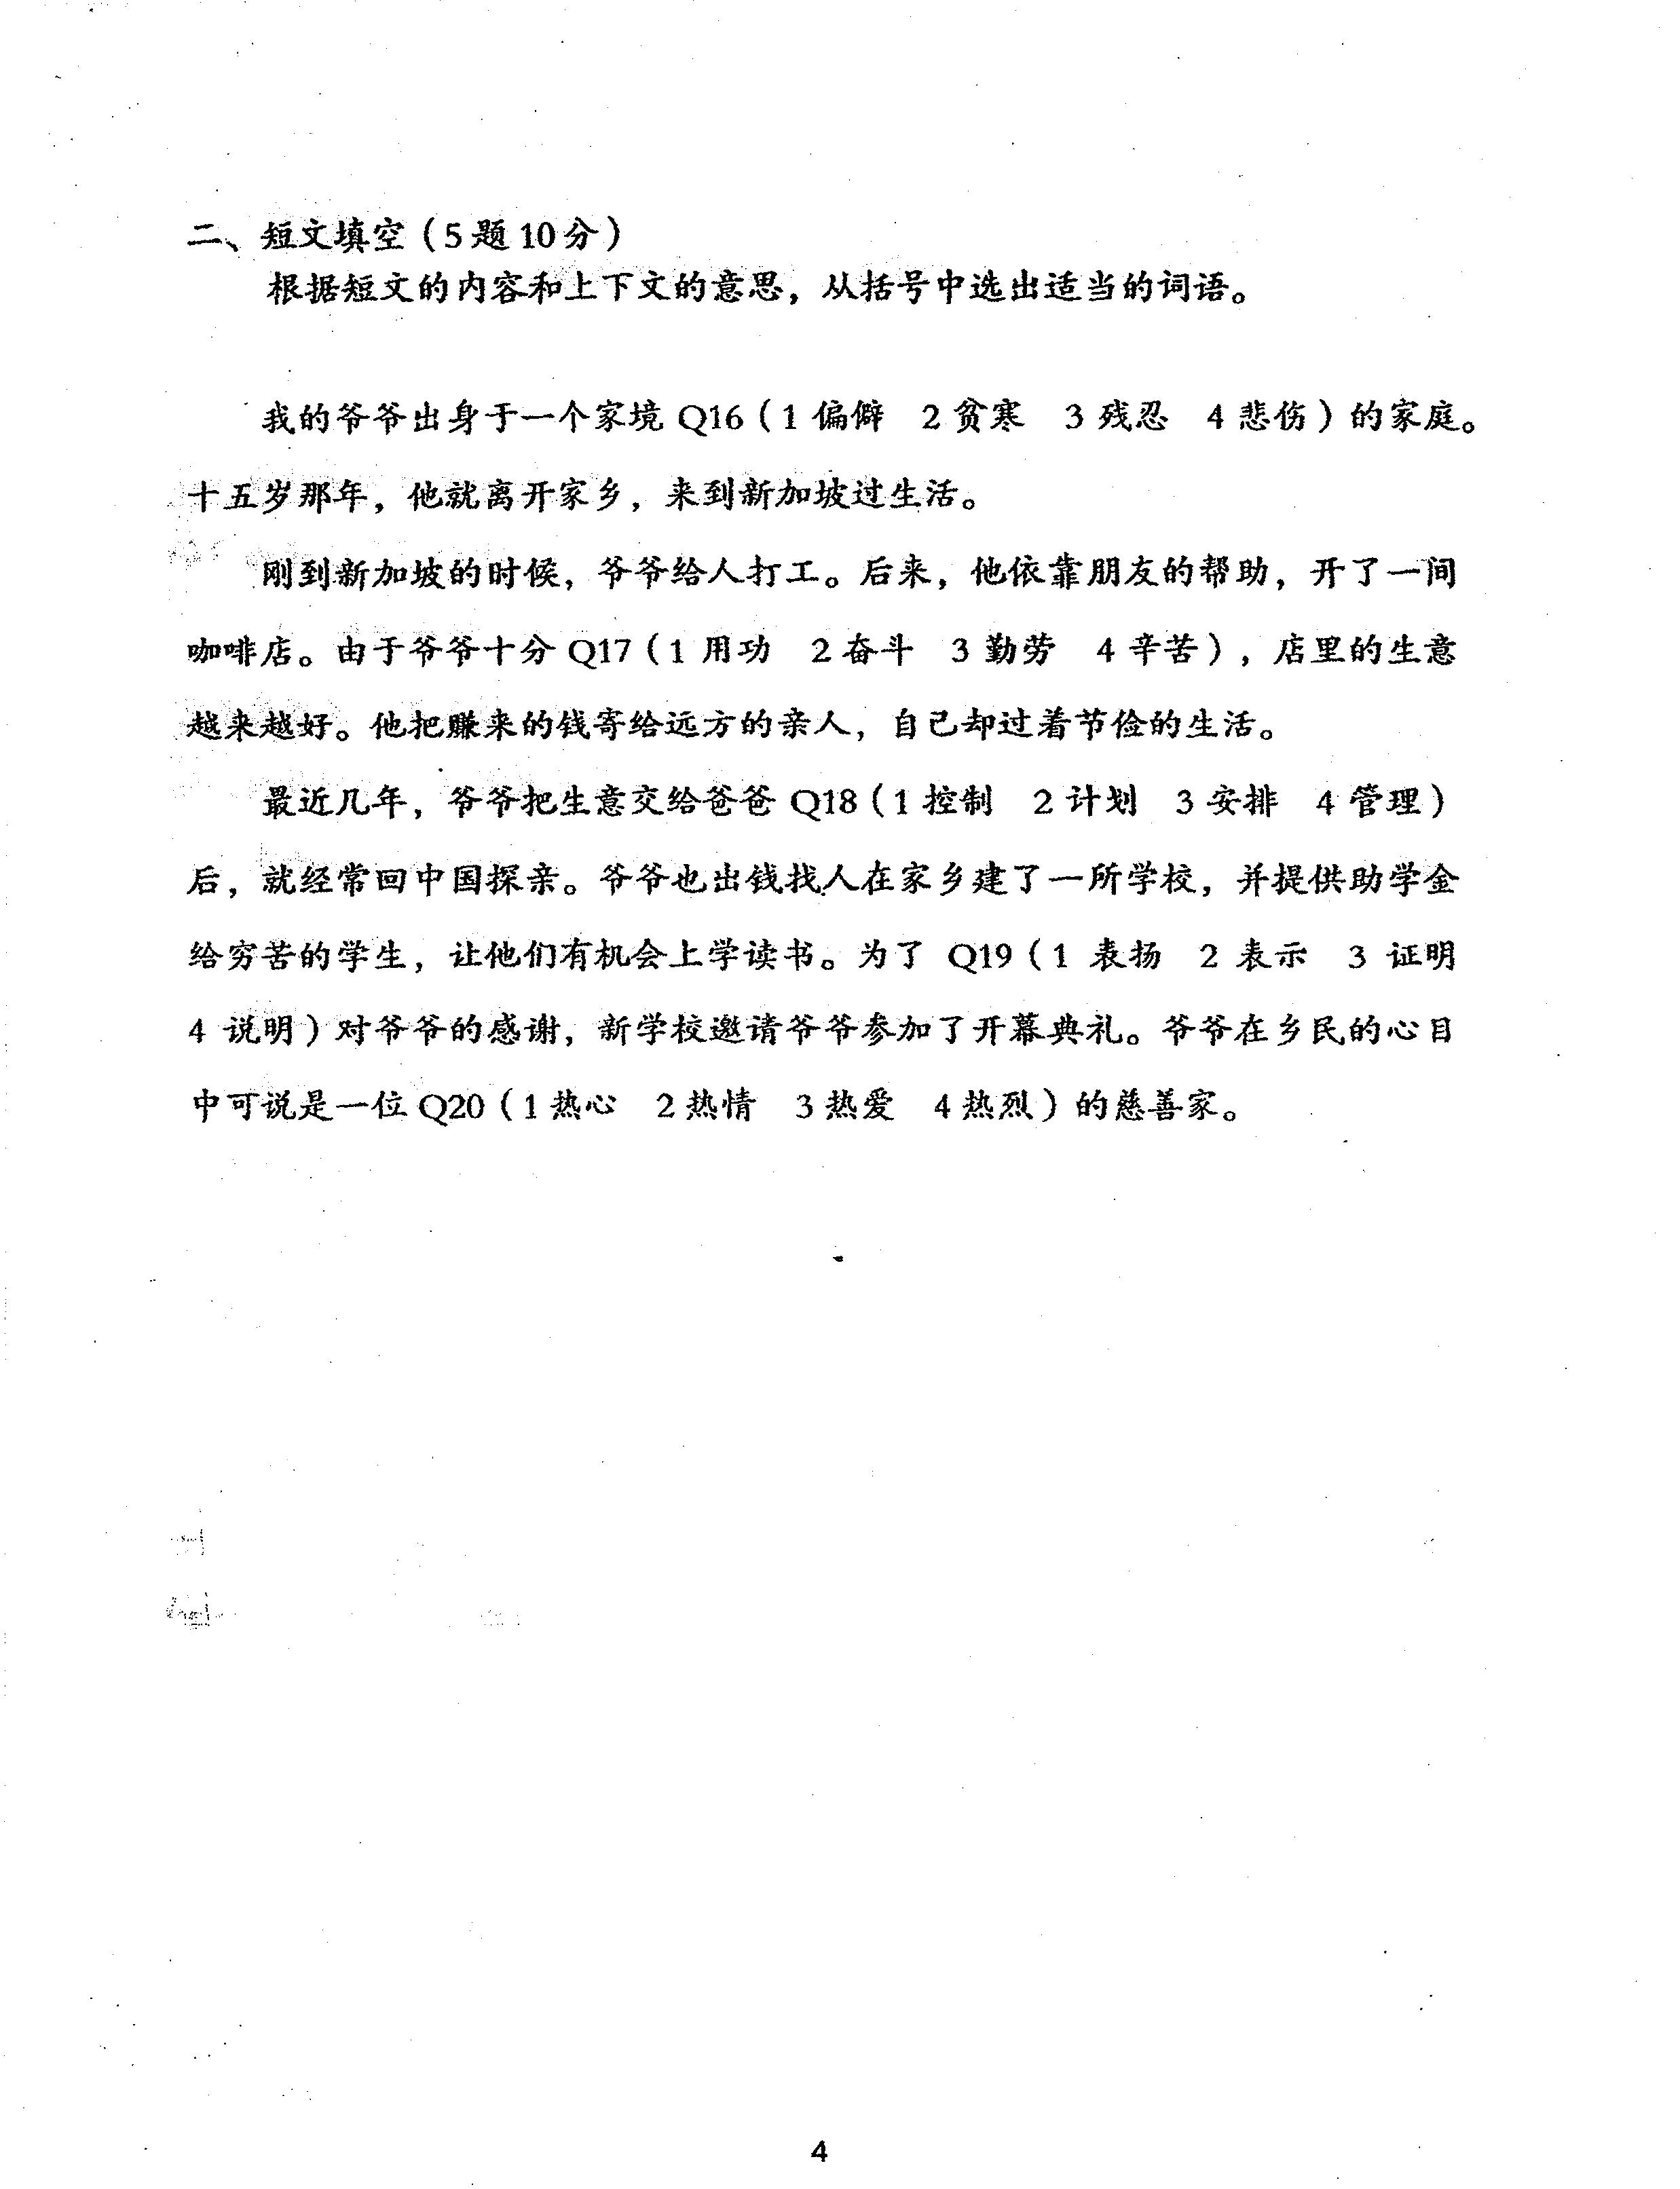 二、短文填空（5题10分）
根据短文的内容和上下文的意思，从括号中选出适当的词语。
我的爷爷出身于一个家境 Q16（1 偏僻 2 贫寒 3 残忍 4 悲伤）的家庭。
十五岁那年，他就离开家乡，来到新加坡过生活。
刚到新加坡的时候，爷爷给人打工。后来，他依靠朋友的帮助，开了一间
咖啡店。由于爷爷十分 Q17（1 用功 2 奋斗 3 勤劳 4 辛苦），店里的生意
越来越好。他把赚来的钱寄给远方的亲人，自己却过着节俭的生活。
最近几年，爷爷把生意交给爸爸 Q18（1 控制 2 计划 3 安排 4 管理）
后，就经常回中国探亲。爷爷也出钱找人在家乡建了一所学校，并提供助学金
给穷苦的学生，让他们有机会上学读书。为了 Q19（1 表扬 2 表示 3 证明
4 说明）对爷爷的感谢，新学校邀请爷爷参加了开幕典礼。爷爷在乡民的心目
中可说是一位 Q20（1 热心 2 热情 3 热爱 4 热烈）的慈善家。
4